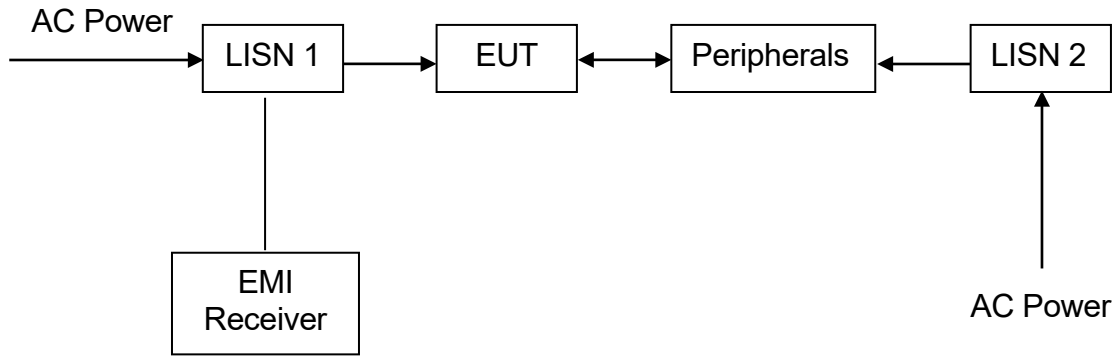 AC Power
LISN 1
EUT
Peripherals
LISN 2
EMI
Receiver
AC Power